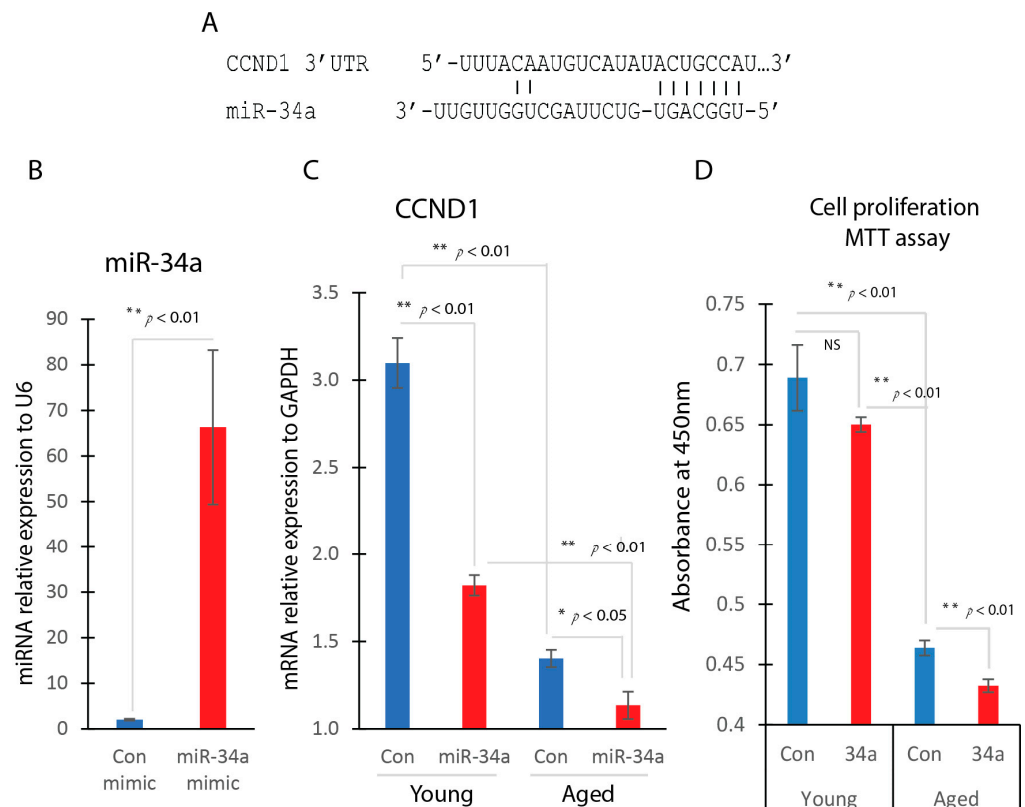 A
CCND1 3'UTR 5'-UUUACAAUGUCAUAUACUGCCAU…3'
miR-34a 3'-UUGUUGGUCGAUUCUG-UGACGGU-5'
B
miR-34a
** p < 0.01
miRNA relative expression to U6
90
80
70
60
50
40
30
20
10
0
Con mimic
miR-34a mimic
C
CCND1
** p < 0.01
** p < 0.01
** p < 0.01
* p < 0.05
mRNA relative expression to GAPDH
3.5
3.0
2.5
2.0
1.5
1.0
Con miR-34a Con miR-34a
Young Aged
D
Cell proliferation
MTT assay
** p < 0.01
NS
** p < 0.01
** p < 0.01
Absorbance at 450nm
0.75
0.7
0.65
0.6
0.55
0.5
0.45
0.4
Con 34a Con 34a
Young Aged